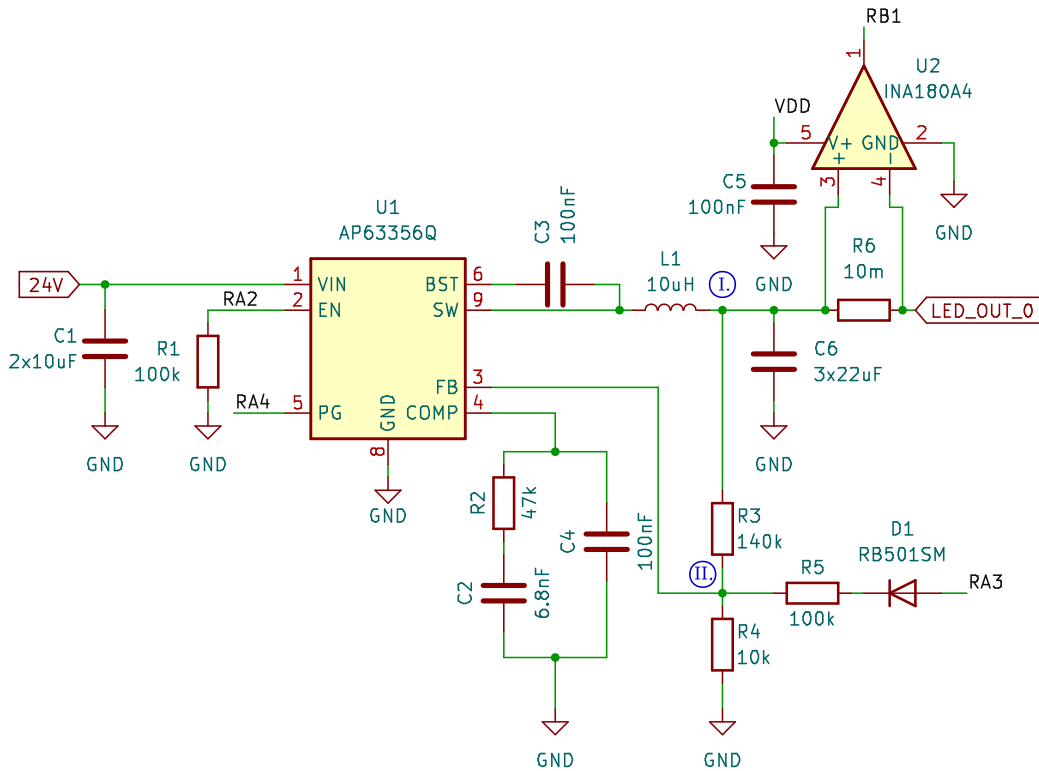 RB1
1
U2
INA180A4
VDD
5
V+
GND
2
+
-
3
4
C5
100nF
GND
GND
R6
10m
LED_OUT_0
U1
AP63356Q
C3
100nF
L1
10uH
I.
24V
1
VIN
BST
6
RA2
2
EN
SW
9
C1
2x10uF
R1
100k
C6
3x22uF
FB
3
RA4
5
PG
GND
COMP
4
8
GND
GND
GND
GND
R2
47k
C4
100nF
R3
140k
D1
RB501SM
II.
R5
100k
RA3
C2
6.8nF
R4
10k
GND
GND